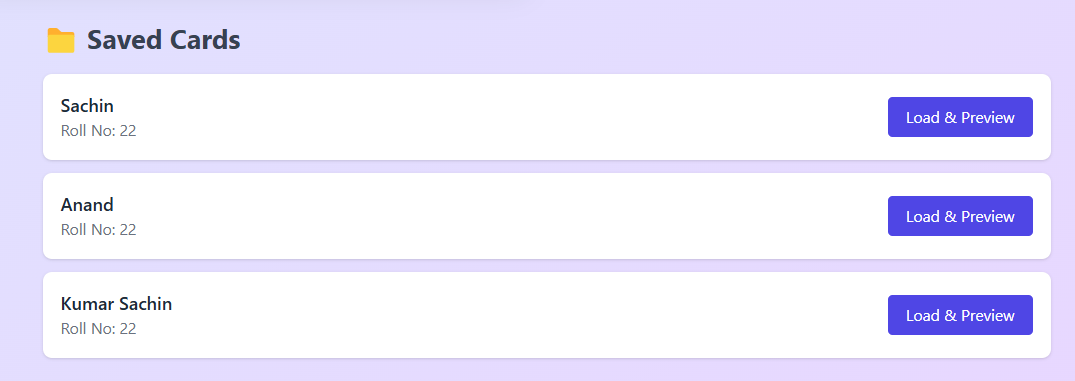 Saved Cards
Sachin
Roll No: 22
Load & Preview
Anand
Roll No: 22
Load & Preview
Kumar Sachin
Roll No: 22
Load & Preview